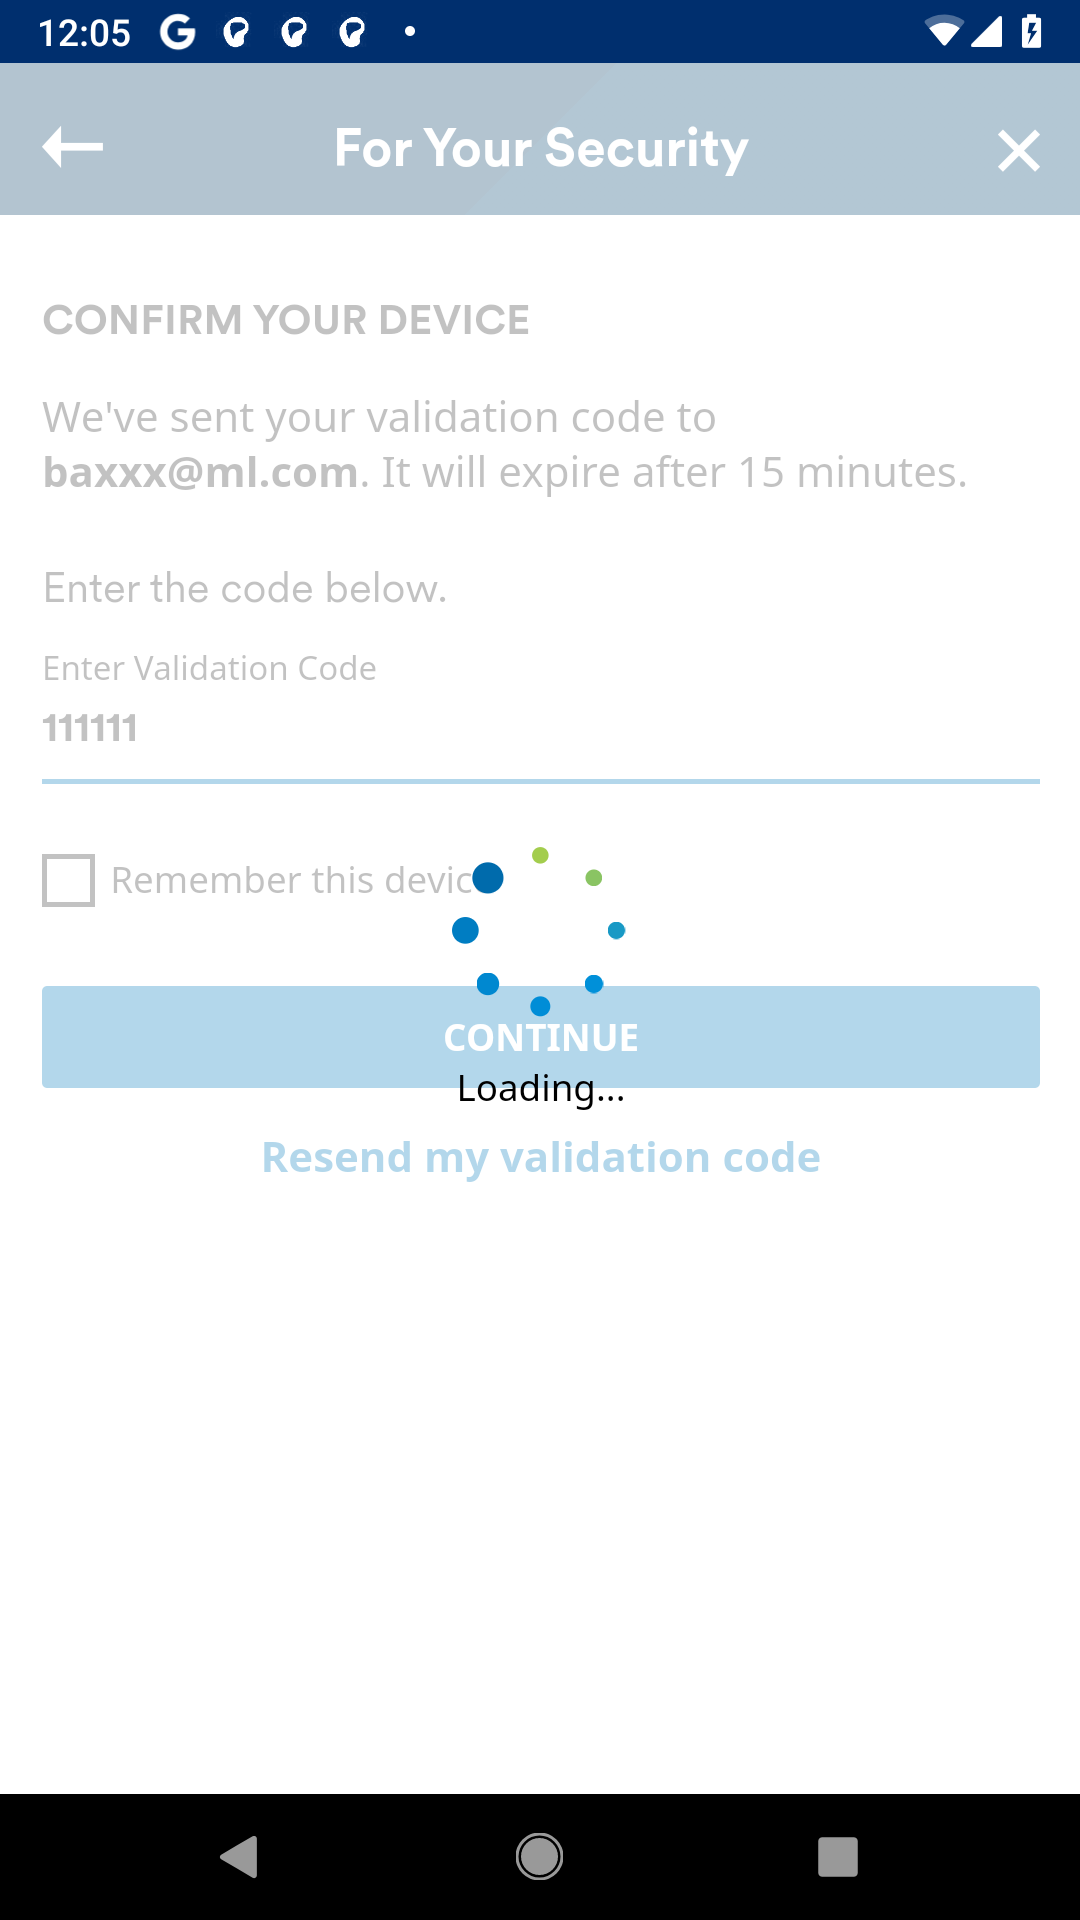 12:05
For Your Security
CONFIRM YOUR DEVICE
We've sent your validation code to
baxxx@ml.com. It will expire after 15 minutes.
Enter the code below.
Enter Validation Code
111111
Remember this devic
CONTINUE
Loading...
Resend my validation code